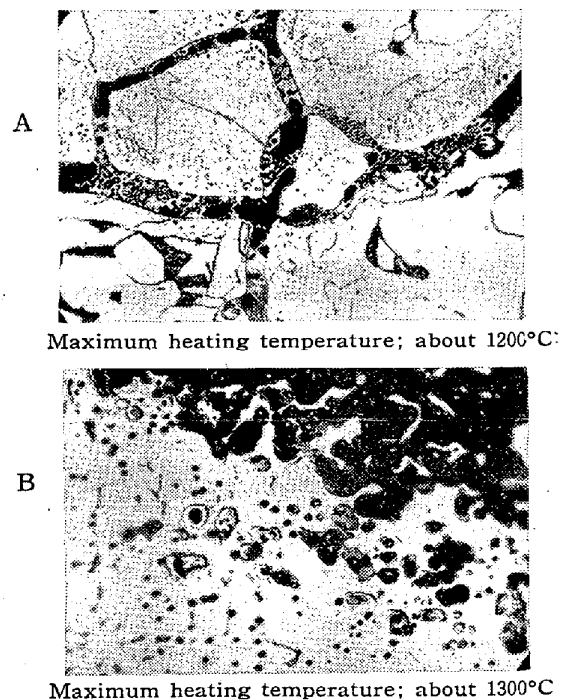 A
Maximum heating temperature; about 1200°C
B
Maximum heating temperature; about 1300°C